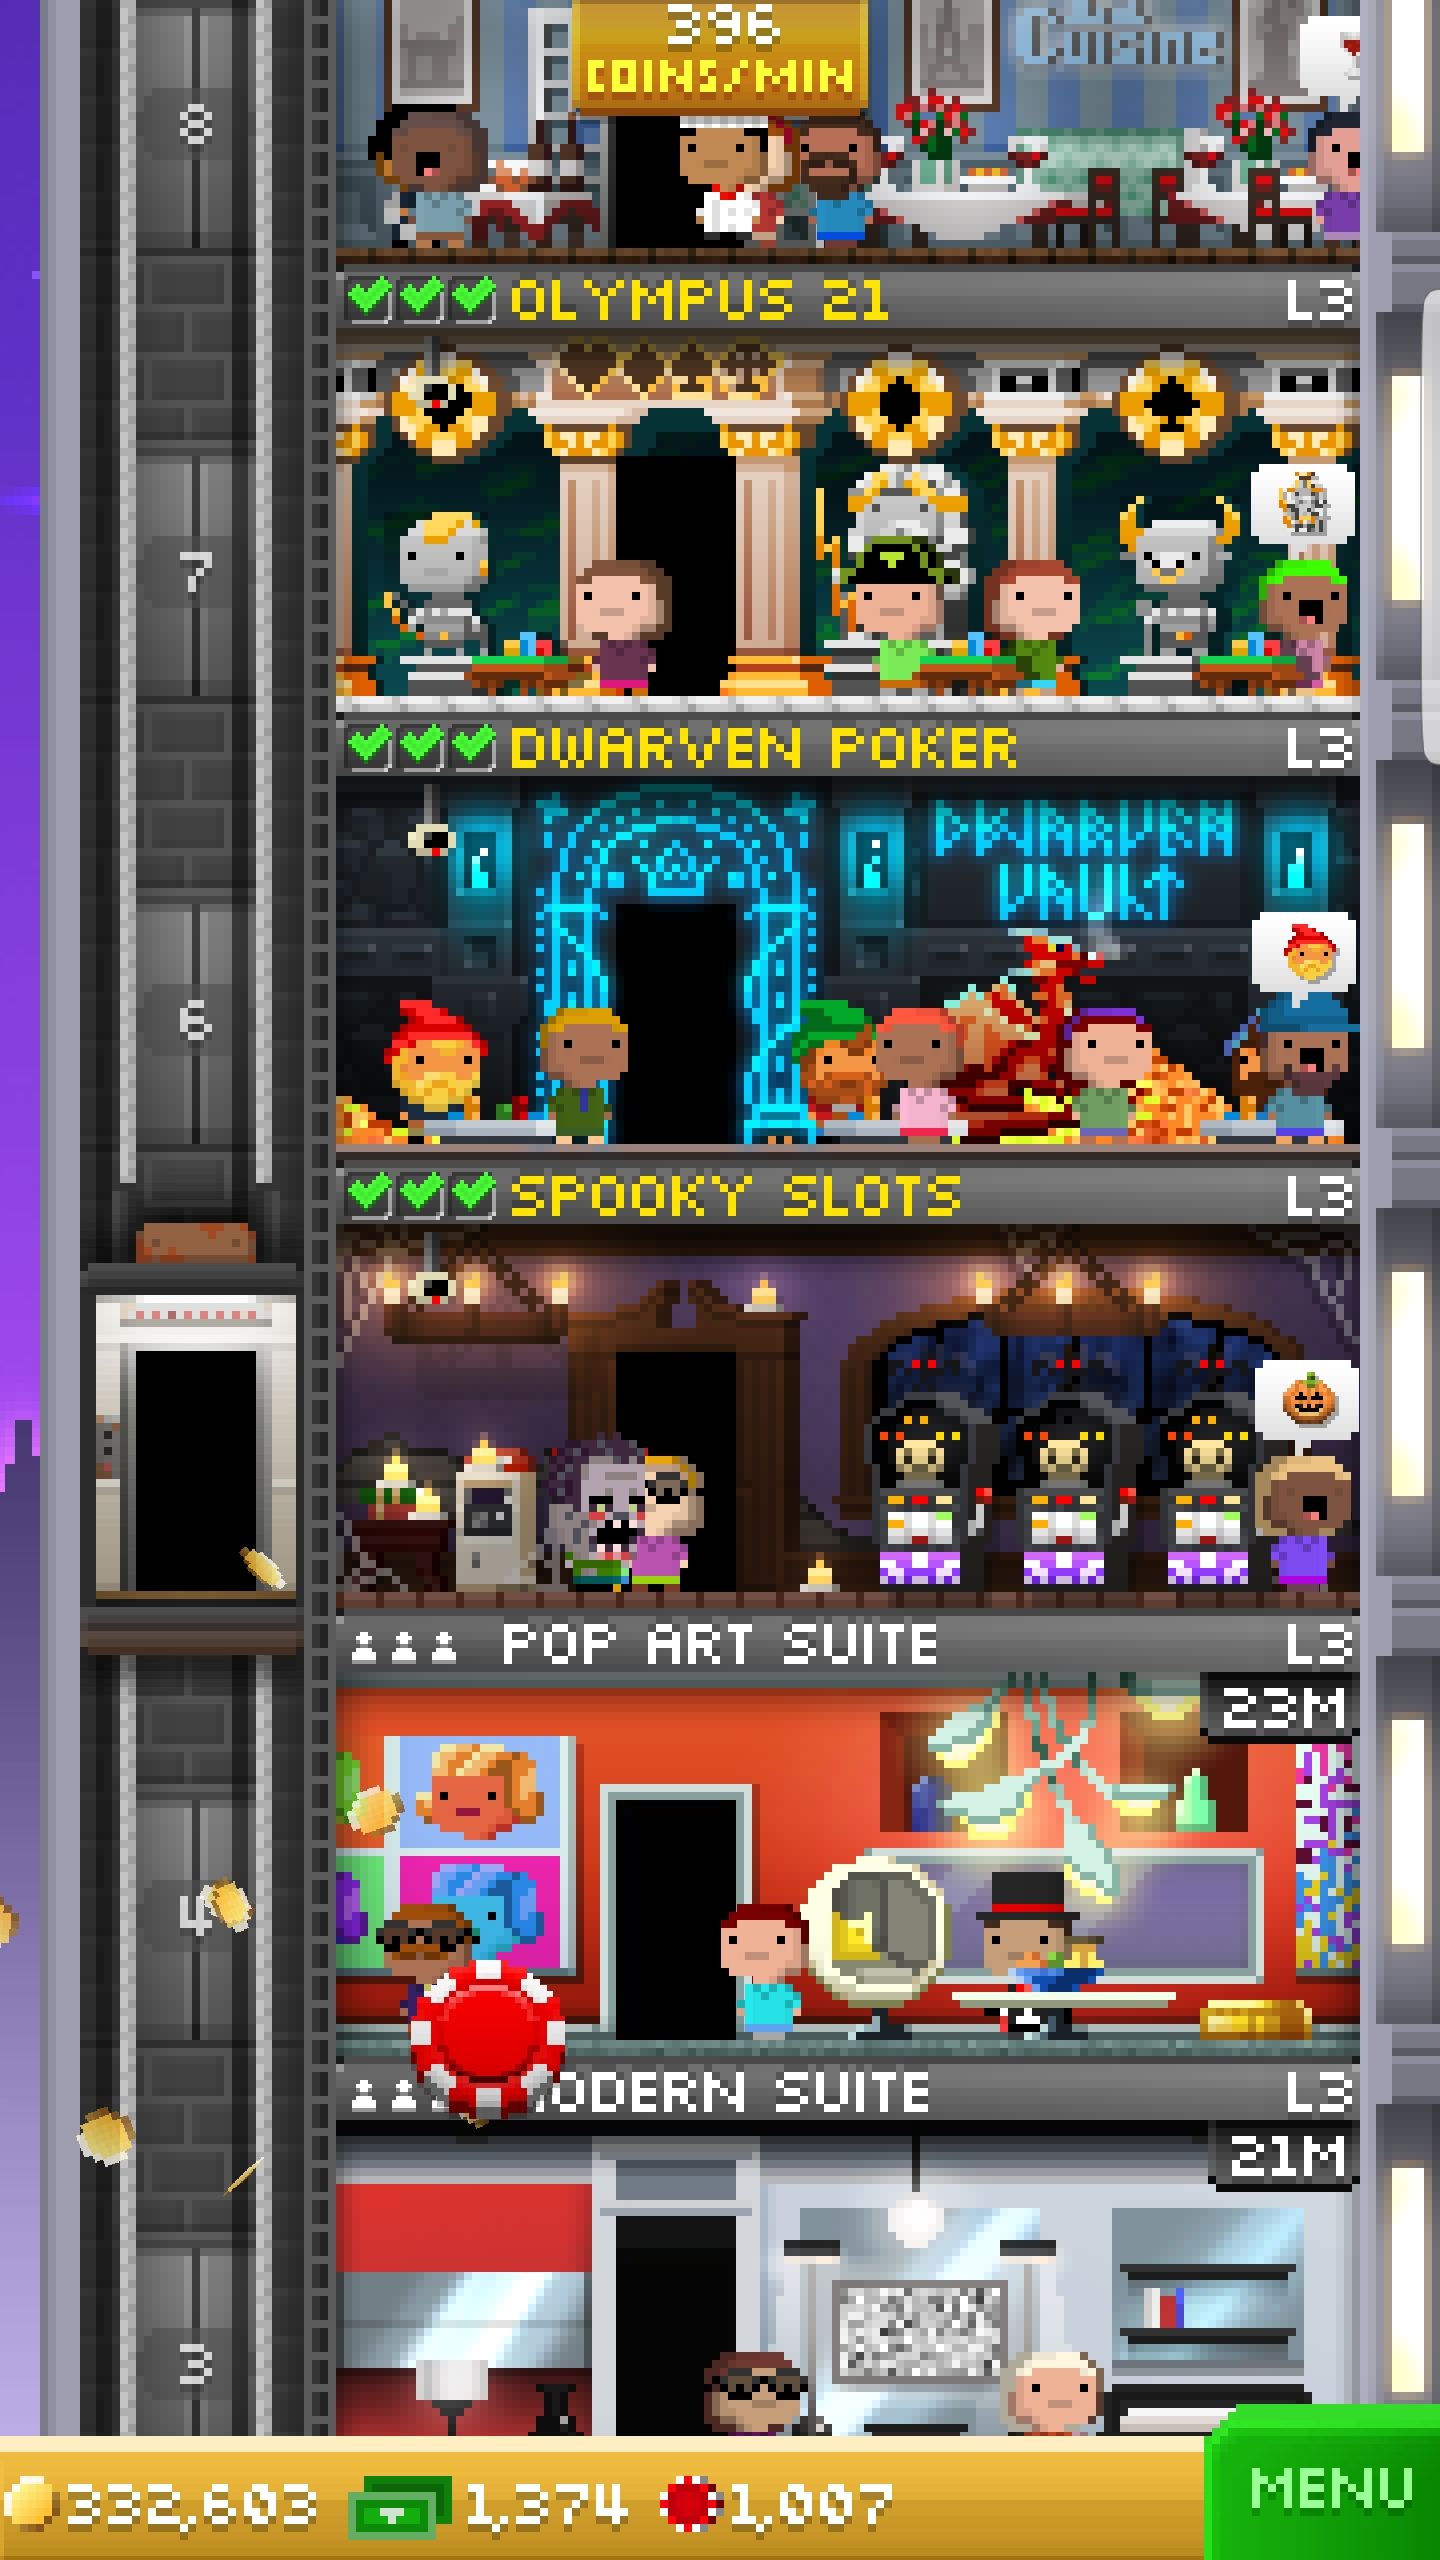 Cuisine
396
COINS/MIN
8
OLYMPUS 21
L3
7
DWARVEN POKER
L3
DWARVEN
VAULT
6
SPOOKY SLOTS
L3
POP ART SUITE
L3
23M
4
ODERN SUITE
L3
21M
3
332,603
1,374
1,007
MENU